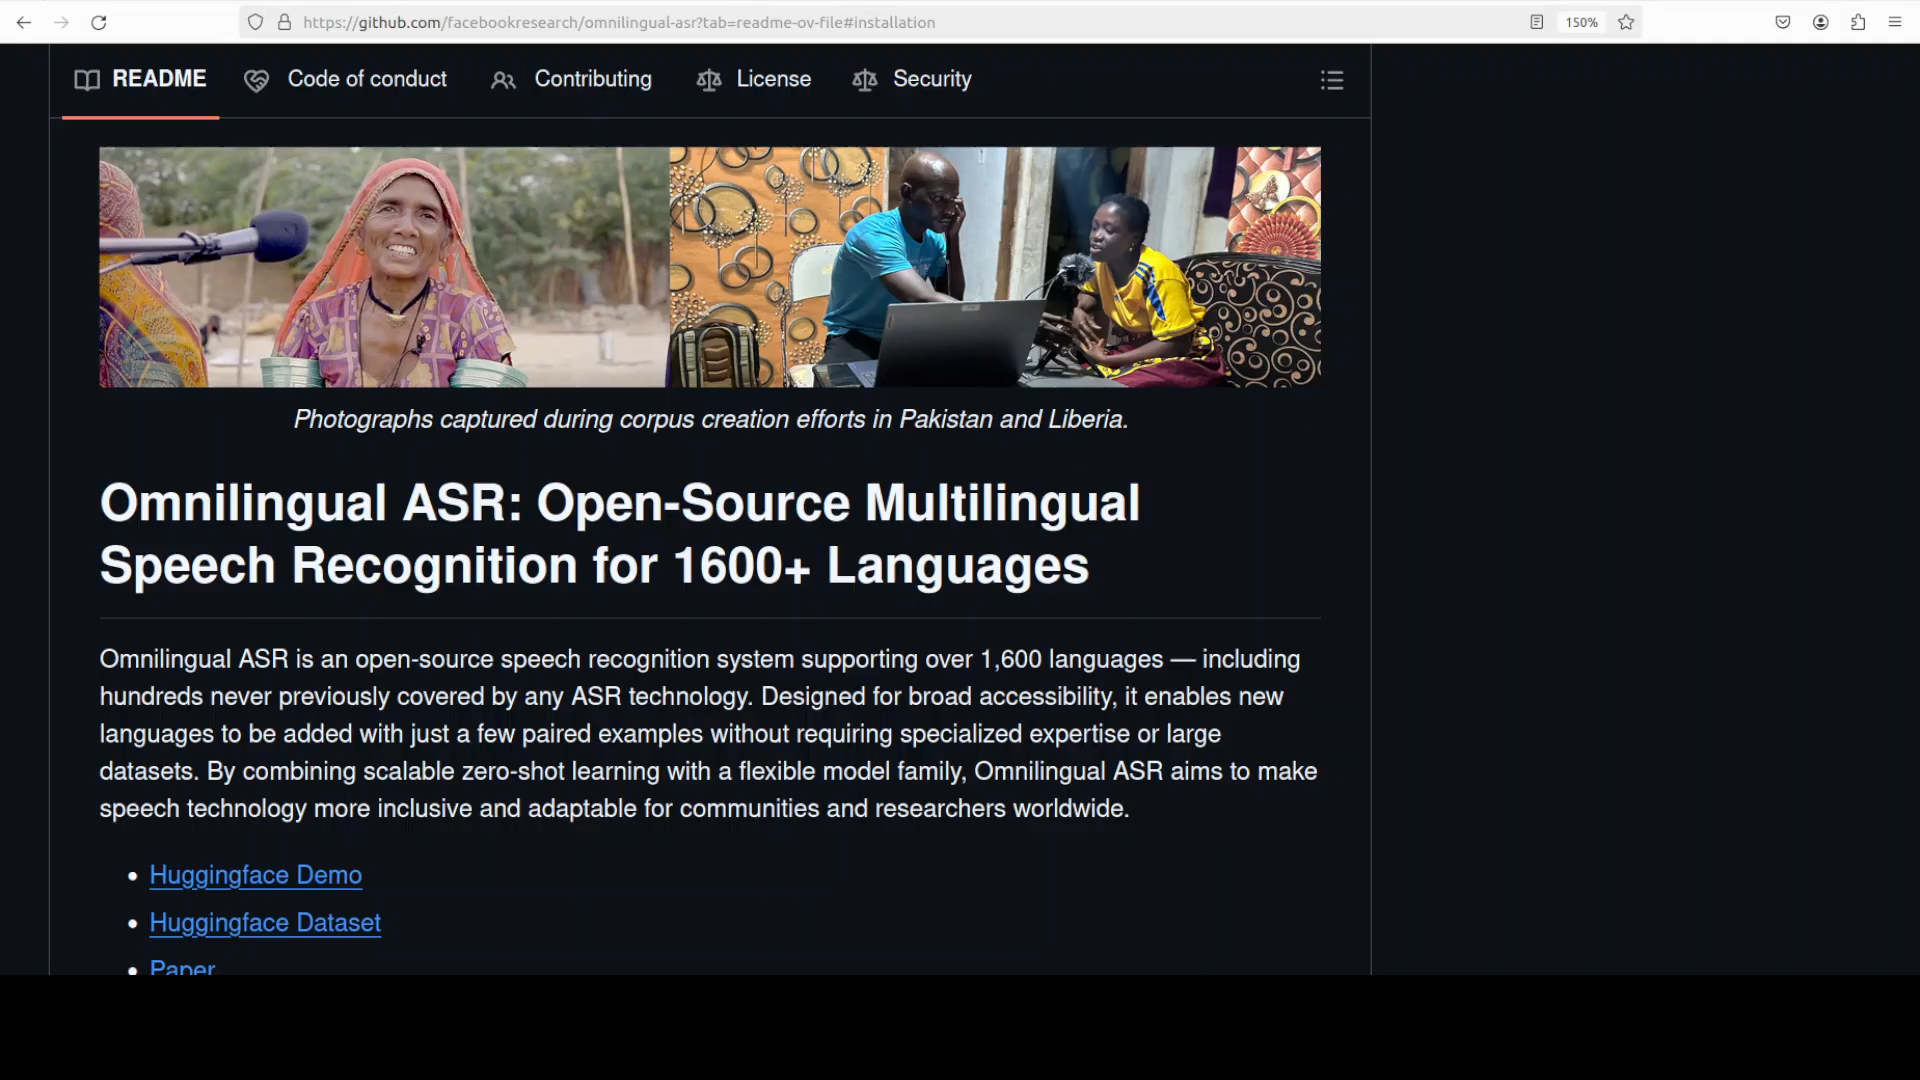 https://github.com/facebookresearch/omnilingual-asr?tab=readme-ov-file#installation
150%
README
Code of conduct
Contributing
License
Security
Photographs captured during corpus creation efforts in Pakistan and Liberia.
Omnilingual ASR: Open-Source Multilingual
Speech Recognition for 1600+ Languages
Omnilingual ASR is an open-source speech recognition system supporting over 1,600 languages — including
hundreds never previously covered by any ASR technology. Designed for broad accessibility, it enables new
languages to be added with just a few paired examples without requiring specialized expertise or large
datasets. By combining scalable zero-shot learning with a flexible model family, Omnilingual ASR aims to make
speech technology more inclusive and adaptable for communities and researchers worldwide.
• Huggingface Demo
• Huggingface Dataset
• Paper